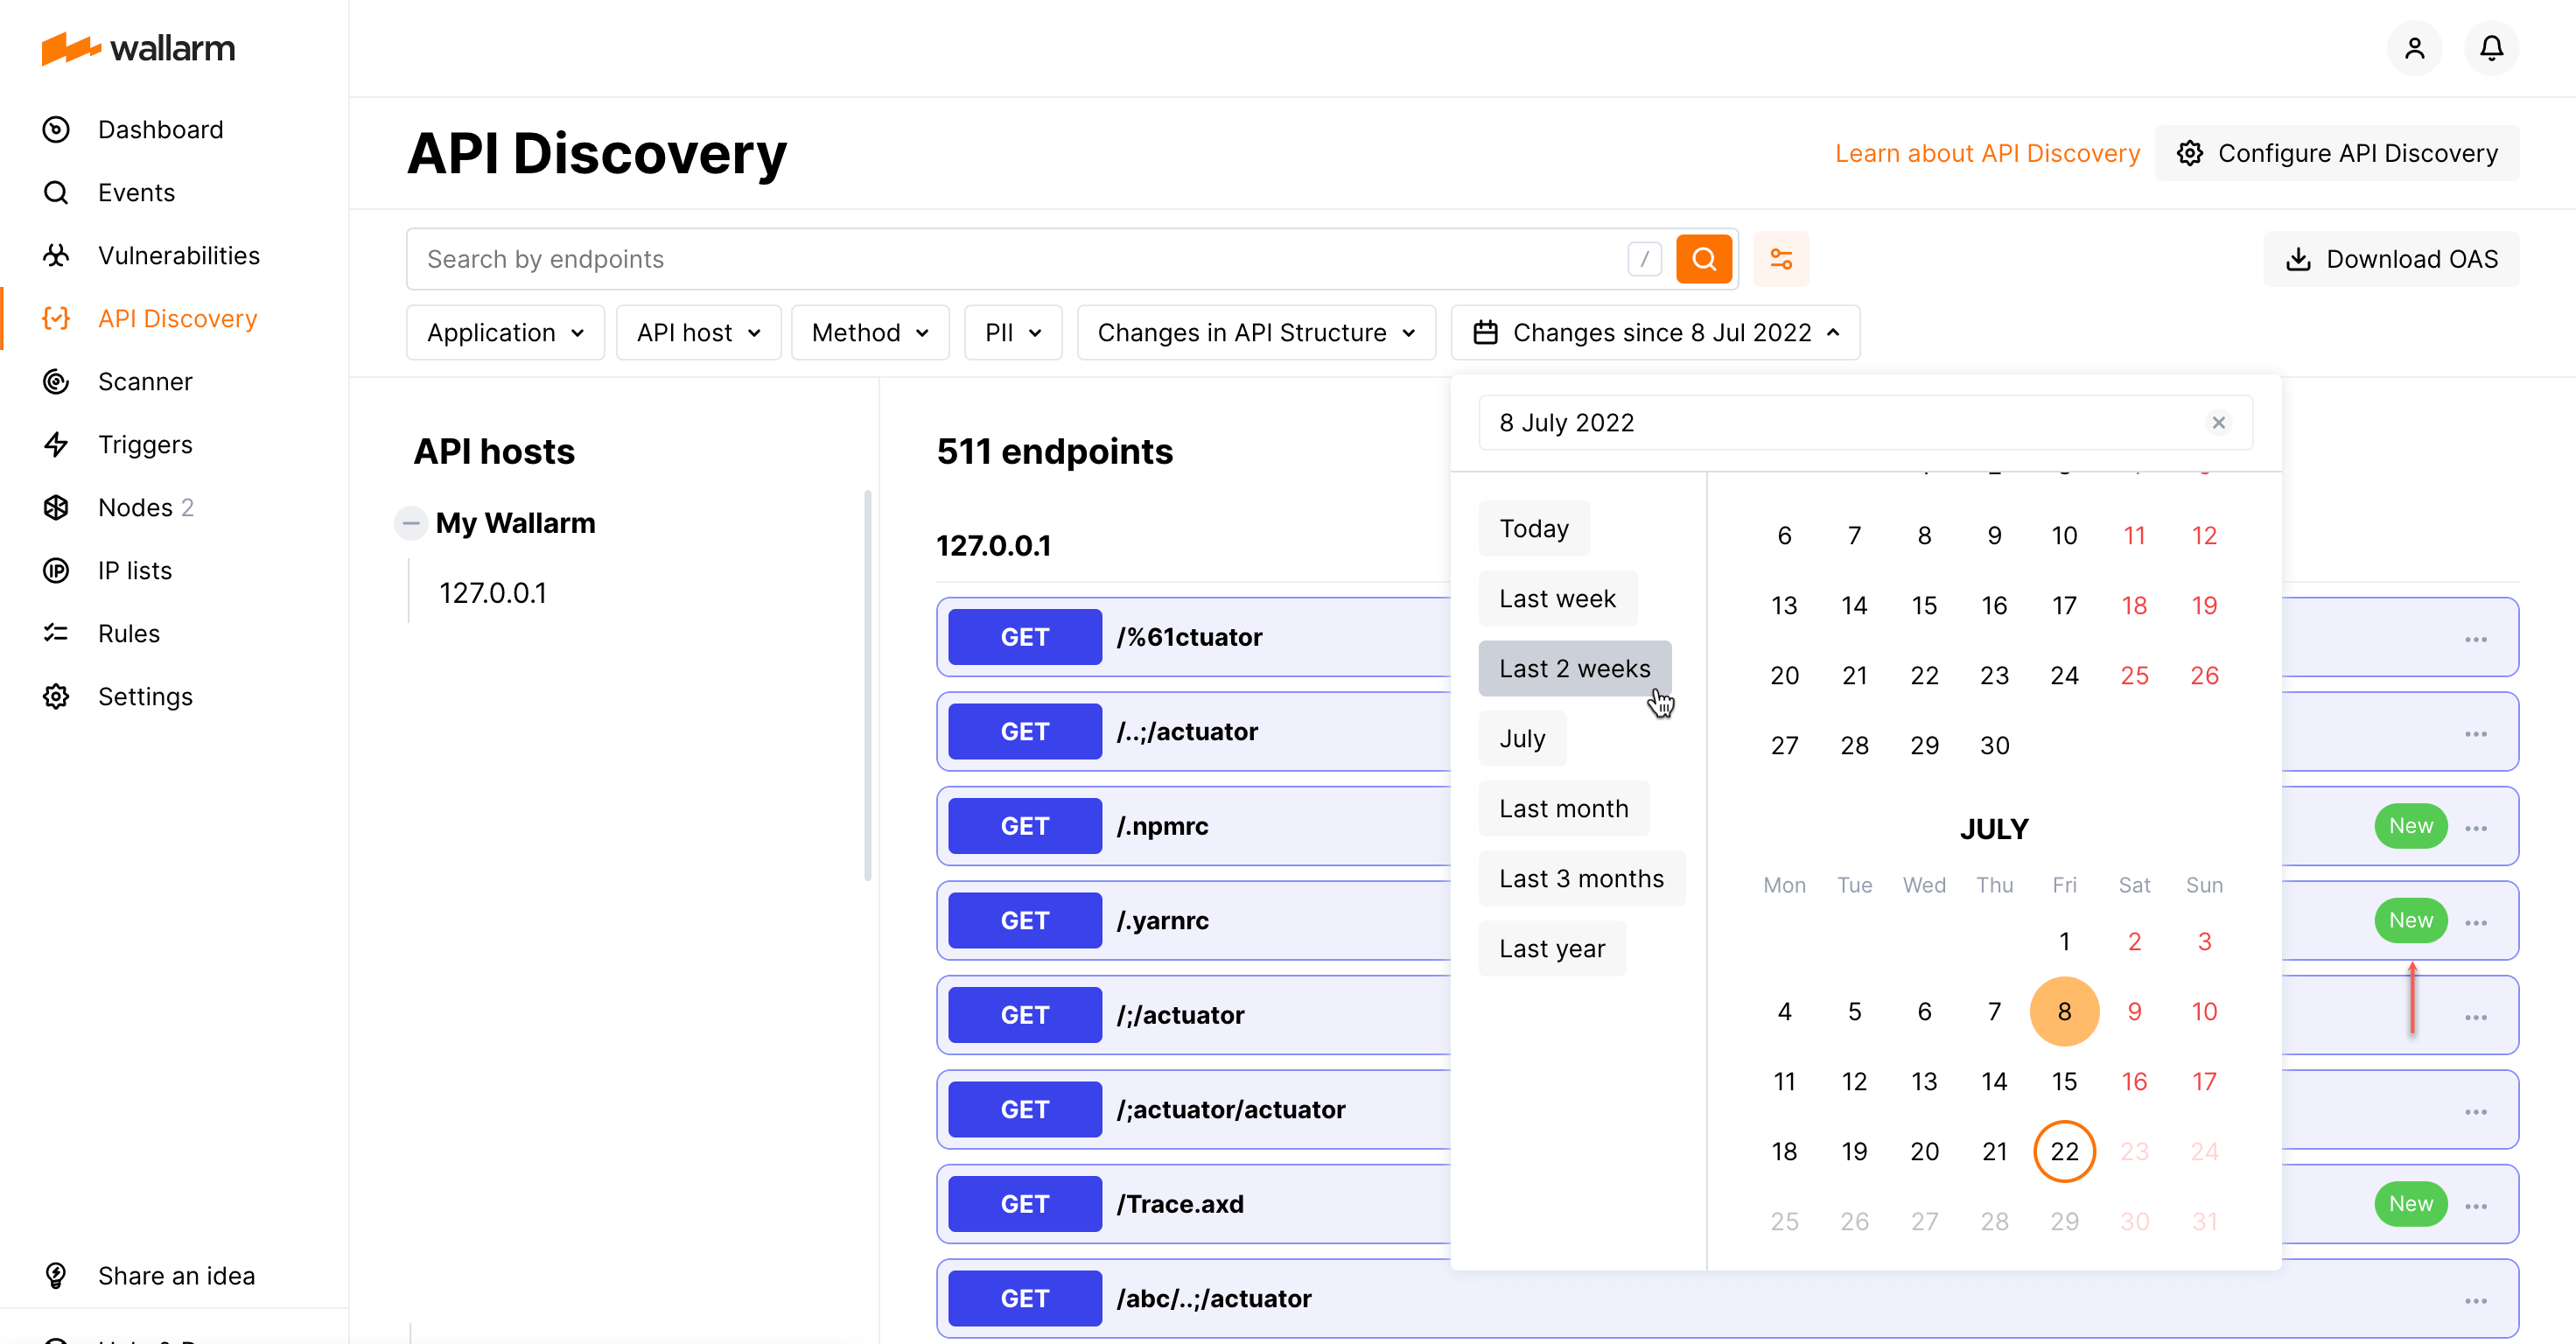 wallarm
Dashboard
Events
Vulnerabilities
API Discovery
Scanner
Triggers
Nodes 2
IP lists
Rules
Settings
Share an idea
API Discovery
Learn about API Discovery
Configure API Discovery
Search by endpoints
/
Download OAS
Application
API host
Method
PII
Changes in API Structure
Changes since 8 Jul 2022
API hosts
My Wallarm
127.0.0.1
511 endpoints
127.0.0.1
GET /%61ctuator
GET /..;/actuator
GET /.npmrc New
GET /.yarnrc New
GET /;/actuator
GET /;actuator/actuator
GET /Trace.axd New
GET /abc/..;/actuator
8 July 2022
Today
Last week
Last 2 weeks
July
Last month
Last 3 months
Last year
6 7 8 9 10 11 12
13 14 15 16 17 18 19
20 21 22 23 24 25 26
27 28 29 30
JULY
Mon Tue Wed Thu Fri Sat Sun
1 2 3
4 5 6 7 8 9 10
11 12 13 14 15 16 17
18 19 20 21 22 23 24
25 26 27 28 29 30 31